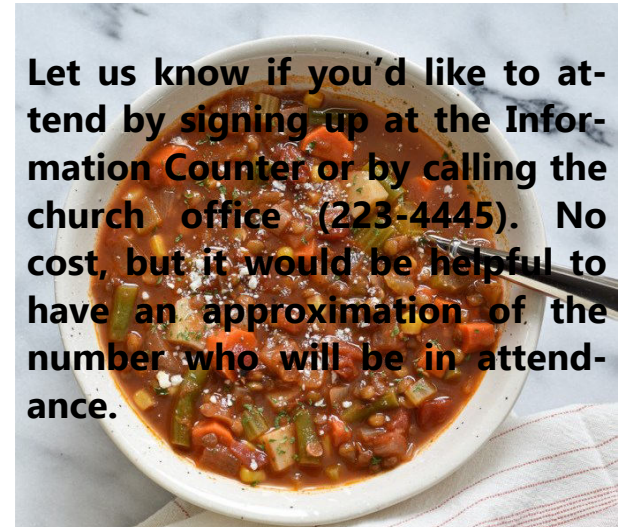 Let us know if you’d like to at-
tend by signing up at the Infor-
mation Counter or by calling the
church office (223-4445). No
cost, but it would be helpful to
have an approximation of the
number who will be in attend-
ance.